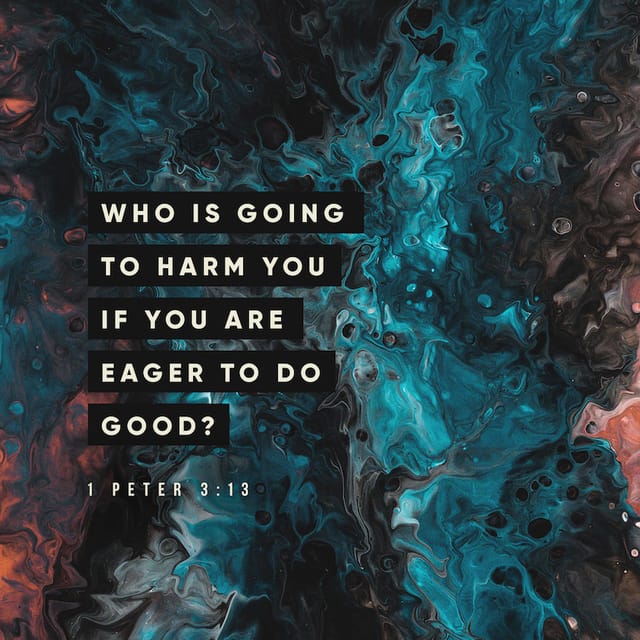 WHO IS GOING
TO HARM YOU
IF YOU ARE
EAGER TO DO
GOOD?
1 PETER 3:13